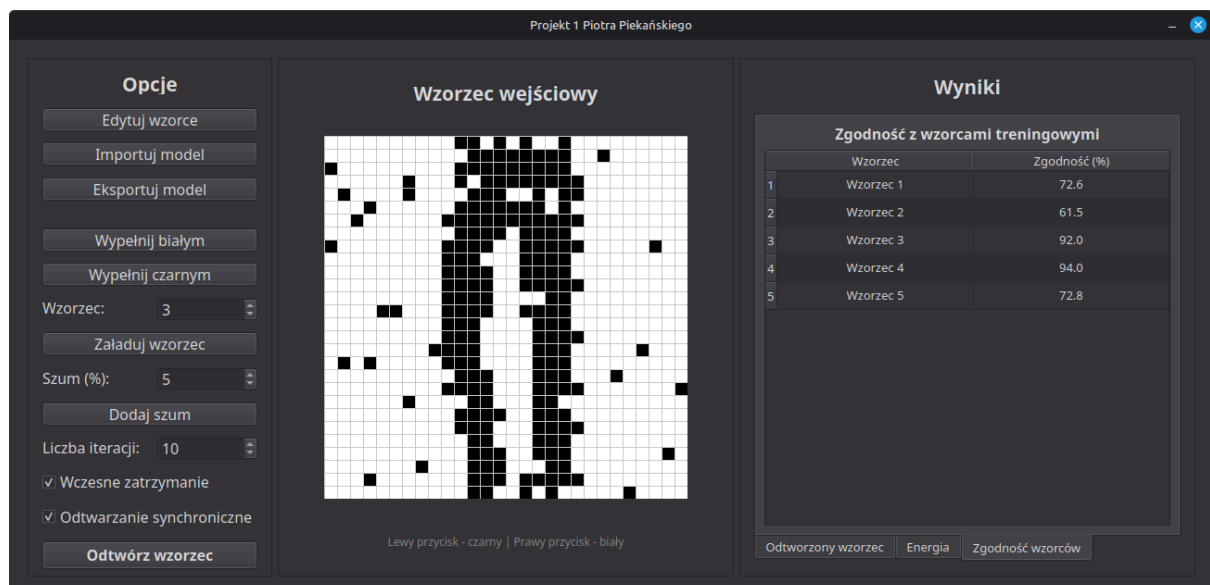 Projekt 1 Piotra Piekańskiego
Opcje
Edytuj wzorce
Importuj model
Eksportuj model
Wypełnij białym
Wypełnij czarnym
Wzorzec: 3
Załaduj wzorzec
Szum (%): 5
Dodaj szum
Liczba iteracji: 10
Wczesne zatrzymanie
Odtwarzanie synchroniczne
Odtwórz wzorzec
Wzorzec wejściowy
Lewy przycisk - czarny | Prawy przycisk - biały
Wyniki
Zgodność z wzorcami treningowymi
Wzorzec Zgodność (%)
1 Wzorzec 1 72.6
2 Wzorzec 2 61.5
3 Wzorzec 3 92.0
4 Wzorzec 4 94.0
5 Wzorzec 5 72.8
Odtworzony wzorzec Energia Zgodność wzorców